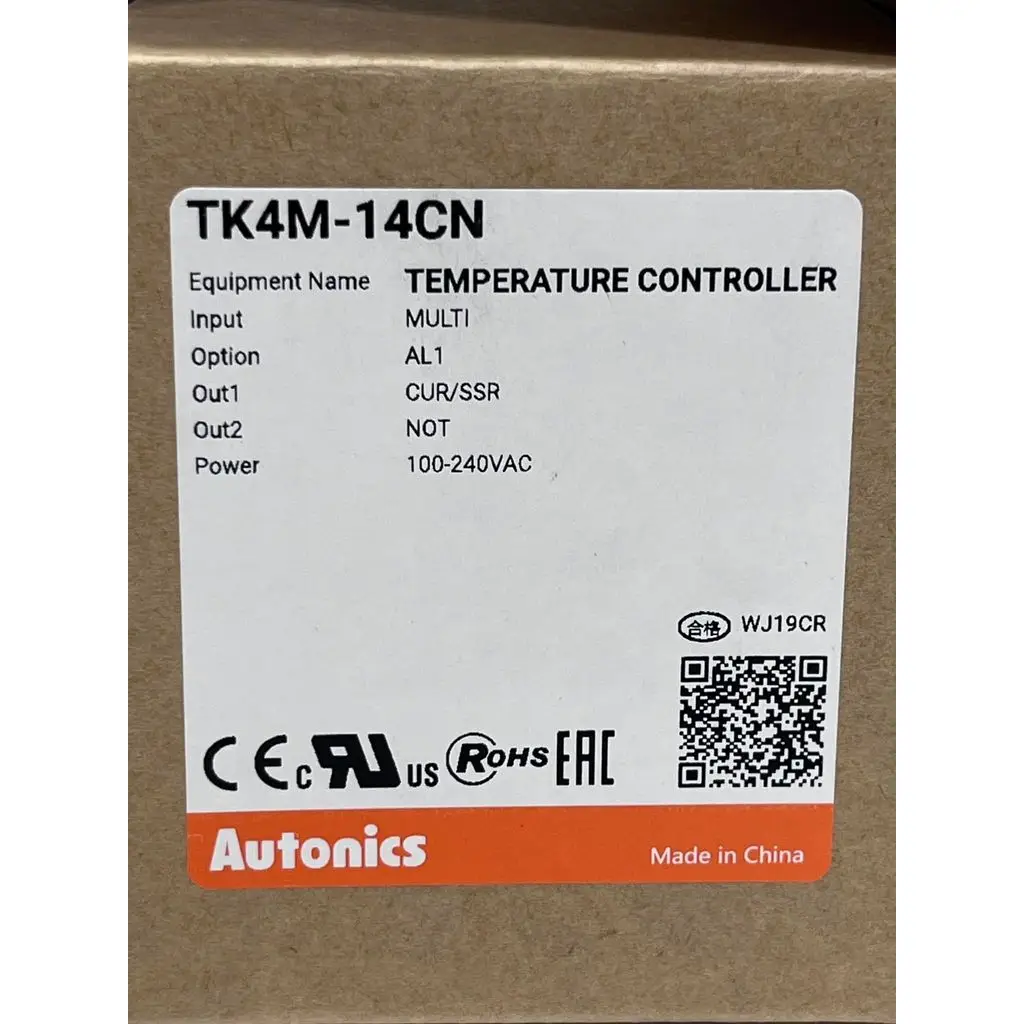 TK4M-14CN
Equipment Name TEMPERATURE CONTROLLER
Input MULTI
Option AL1
Out1 CUR/SSR
Out2 NOT
Power 100-240VAC
合格 WJ19CR
CE c RU US RoHS EAC
Autonics Made in China